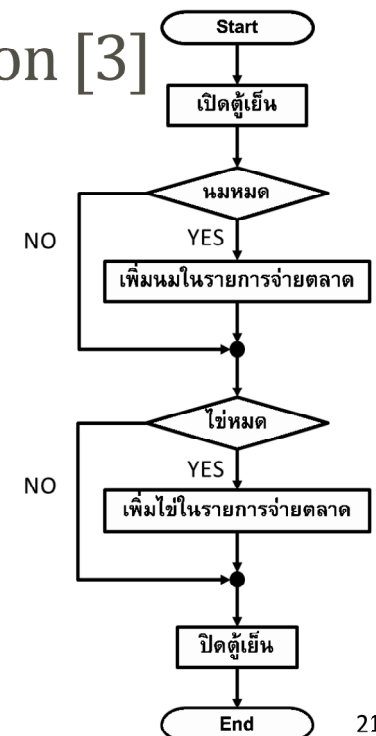 on [3]
Start
เปิดตู้เย็น
นมหมด
NO
YES
เพิ่มนมในรายการจ่ายตลาด
ไข่หมด
NO
YES
เพิ่มไข่ในรายการจ่ายตลาด
ปิดตู้เย็น
End
21